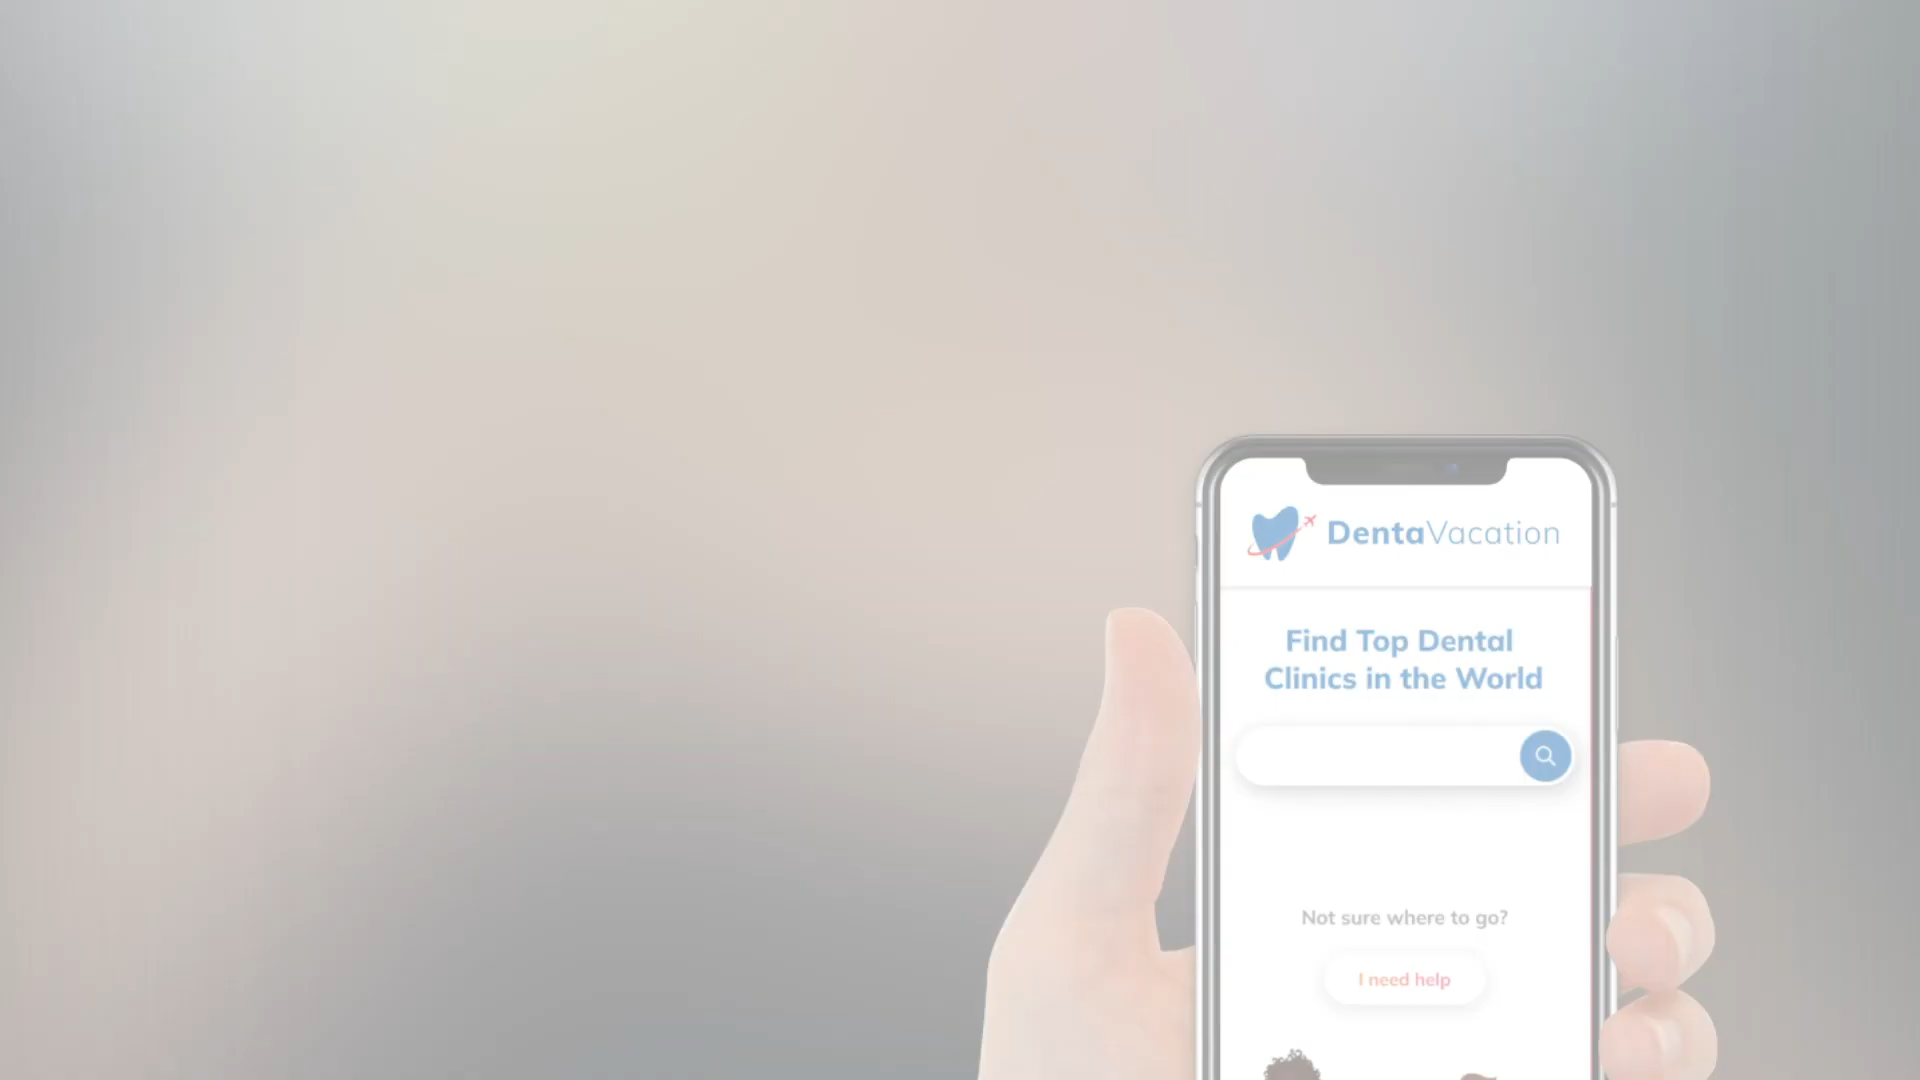 DentaVacation
Find Top Dental
Clinics in the World
Not sure where to go?
I need help